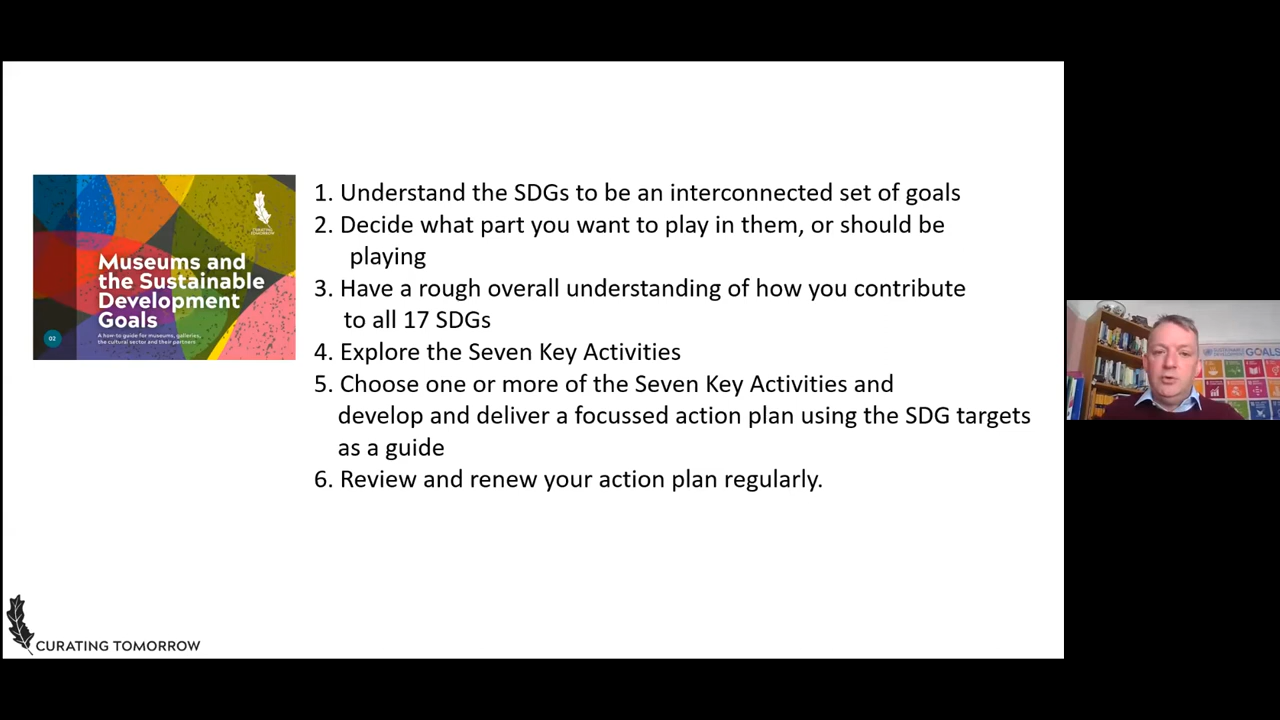 Museums and
the Sustainable
Development
Goals
A how-to guide for museums, galleries,
the cultural sector and their partners
02
CURATING
TOMORROW
1. Understand the SDGs to be an interconnected set of goals
2. Decide what part you want to play in them, or should be
playing
3. Have a rough overall understanding of how you contribute
to all 17 SDGs
4. Explore the Seven Key Activities
5. Choose one or more of the Seven Key Activities and
develop and deliver a focussed action plan using the SDG targets
as a guide
6. Review and renew your action plan regularly.
CURATING TOMORROW
GOALS